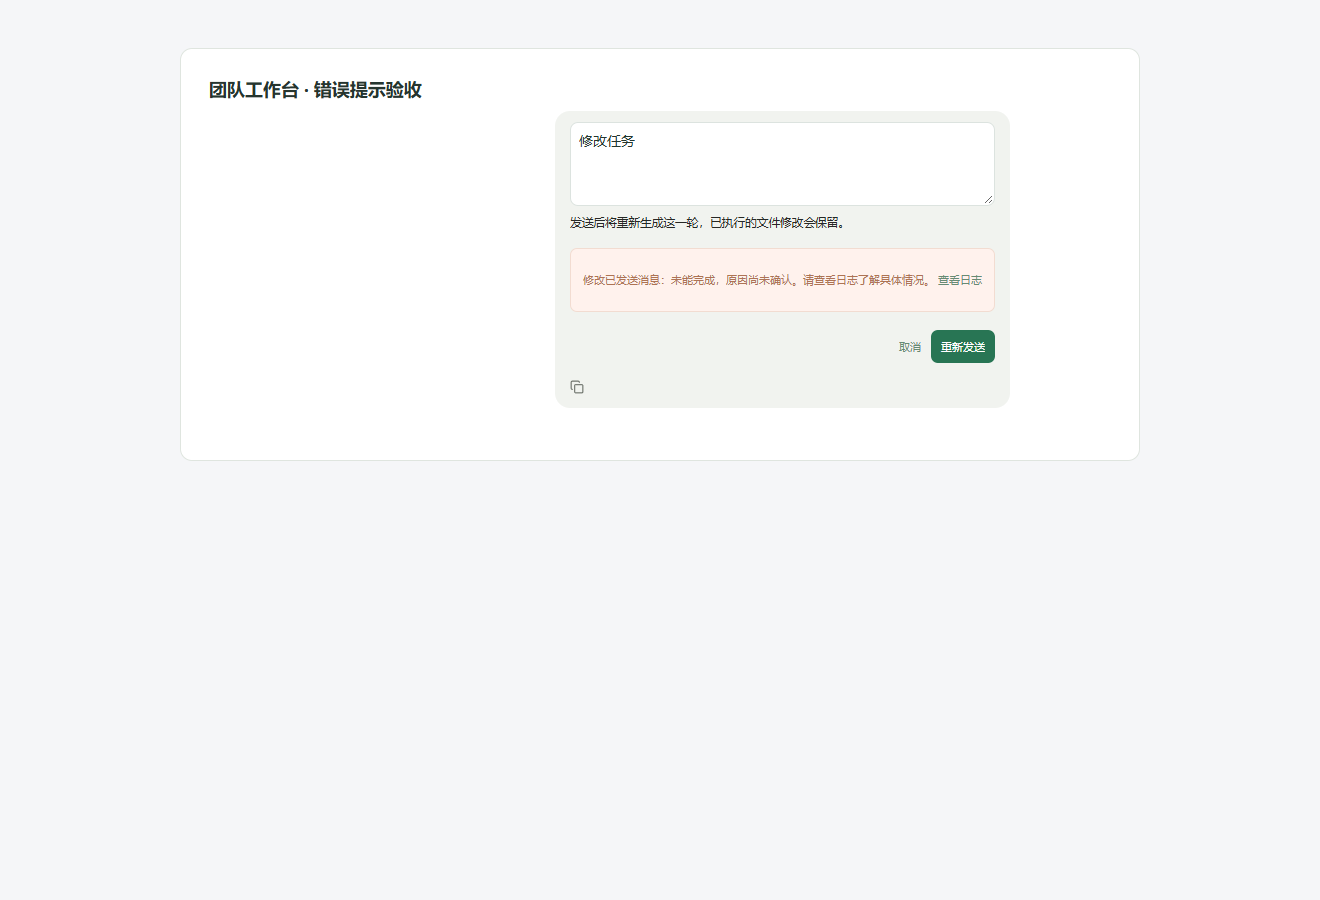 团队工作台 · 错误提示验收
修改任务
发送后将重新生成这一轮，已执行的文件修改会保留。
修改已发送消息：未能完成，原因尚未确认。请查看日志了解具体情况。 查看日志
取消 重新发送